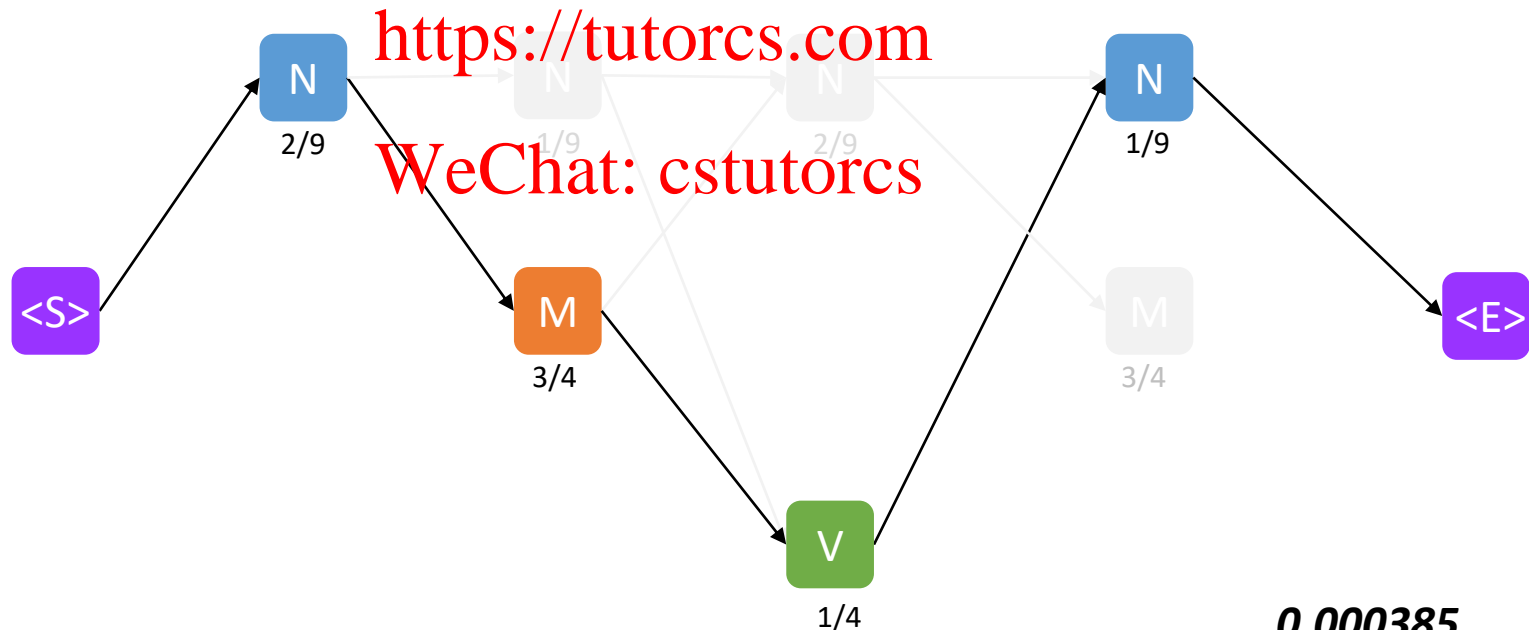 https://tutorcs.com
N N N N
2/9 1/9 2/9 1/9
WeChat: cstutorcs
<S> M M <E>
3/4 3/4
V
1/4
0.000385